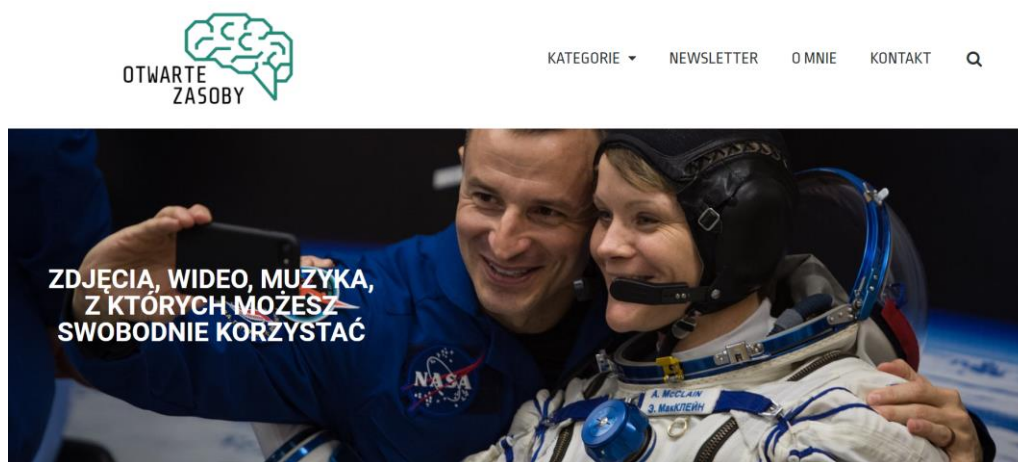 OTWARTE
ZASOBY
KATEGORIE NEWSLETTER O MNIE KONTAKT
ZDJĘCIA, WIDEO, MUZYKA,
Z KTÓRYCH MOŻESZ
SWOBODNIE KORZYSTAĆ
NASA
A. McCLAIN
Э. МакКЛЕЙН